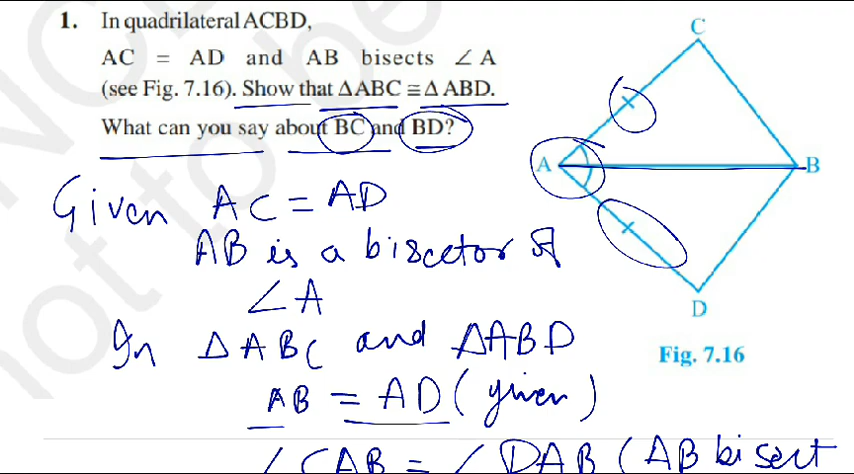 1. In quadrilateral ACBD,
AC = AD and AB bisects ∠ A
(see Fig. 7.16). Show that ΔABC ≅ Δ ABD.
What can you say about BC and BD?
C
A
B
D
Fig. 7.16
Given AC = AD
AB is a biscetor of
∠A
In ΔABC and ΔABD
AB = AD (given)
∠CAB = ∠DAB (AB bisect